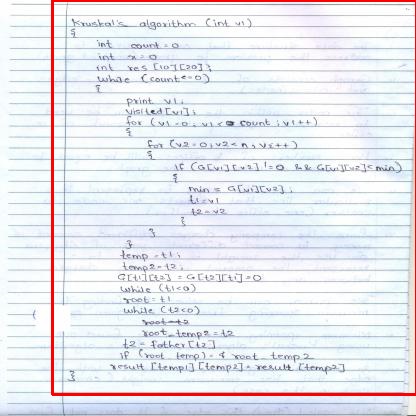 Kruskal's algorithm (int v1)
{
int count=0
int x=0
int res [10][20];
while (count<=0)
{
print v1;
visited[v1];
for (v1=0; v1< count; v1++)
{
for (v2=0; v2<n; v2++)
{
if (G[v1][v2] !=0 && G[v1][v2]<min)
{
min = G[v1][v2];
t1=v1
t2=v2
}
}
}
temp=t1;
temp2=t2;
G[t1][t2]=G[t2][t1]=0
while (t1<0)
root=t1
while (t2<0)
root=t2
root_temp2=t2
t2=father[t2]
if (root temp)= root_temp2
result [temp1][temp2]=result [temp2]
}